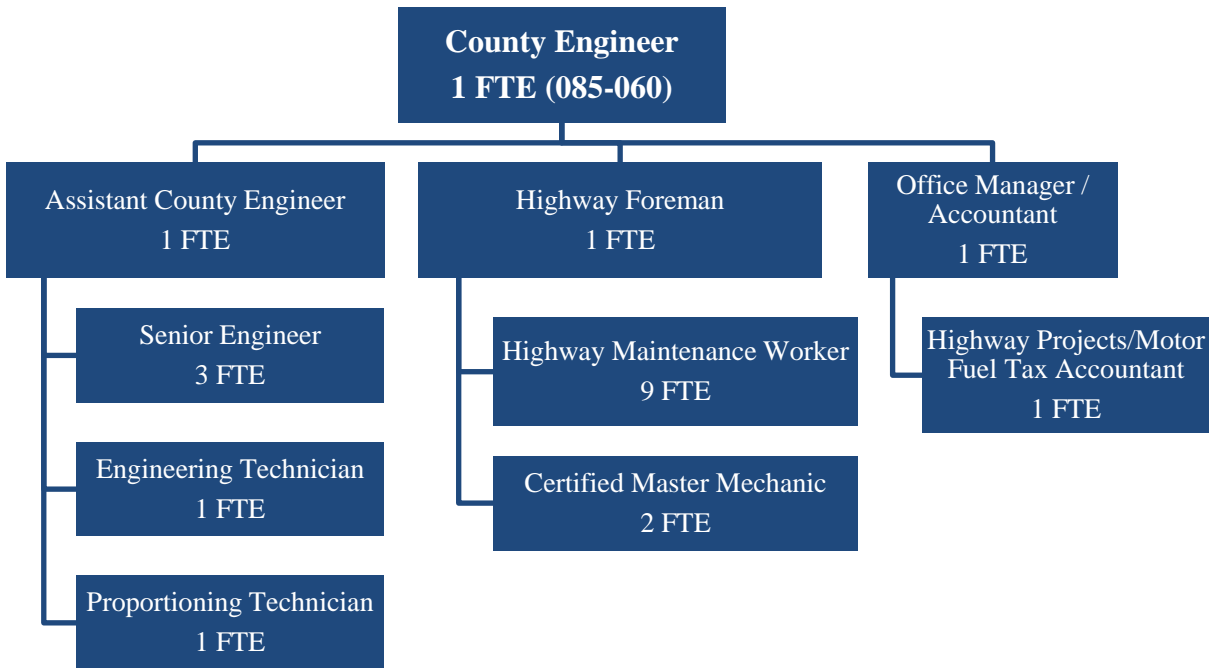 County Engineer
1 FTE (085-060)
Assistant County Engineer
1 FTE
Highway Foreman
1 FTE
Office Manager /
Accountant
1 FTE
Senior Engineer
3 FTE
Engineering Technician
1 FTE
Proportioning Technician
1 FTE
Highway Maintenance Worker
9 FTE
Certified Master Mechanic
2 FTE
Highway Projects/Motor
Fuel Tax Accountant
1 FTE